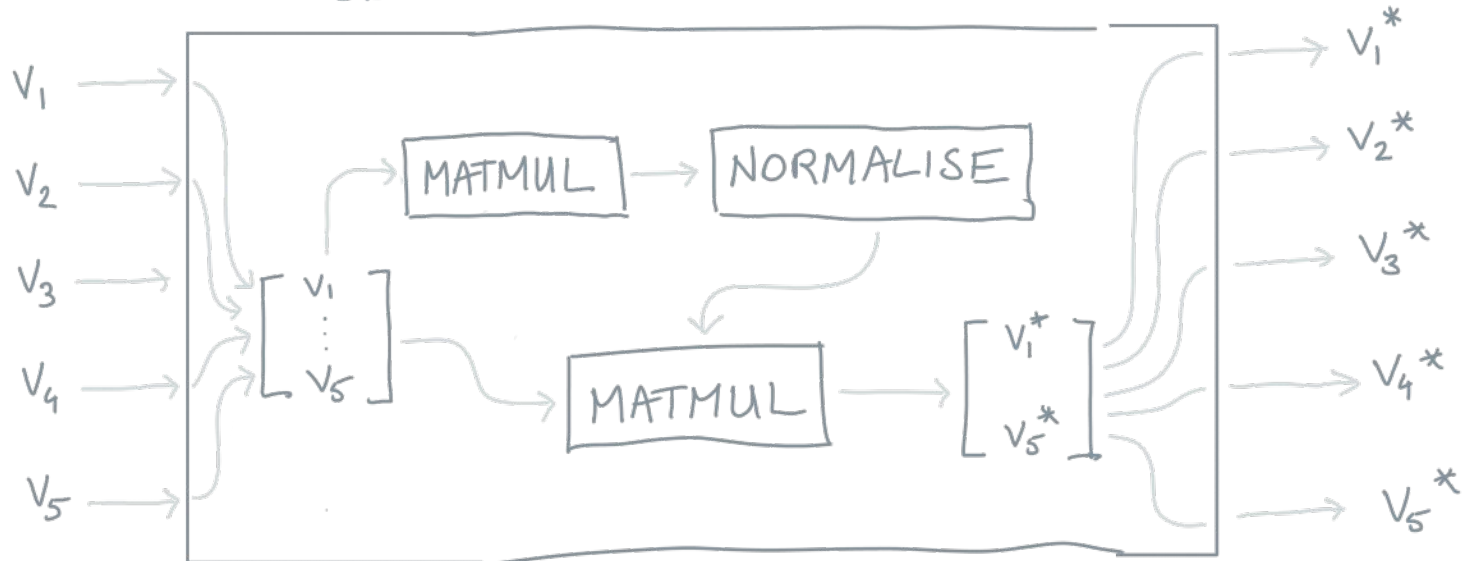 V₁
V₂
V₃
V₄
V₅
V₁
⋮
V₅
MATMUL
NORMALISE
MATMUL
V₁*
V₅*
V₁*
V₂*
V₃*
V₄*
V₅*